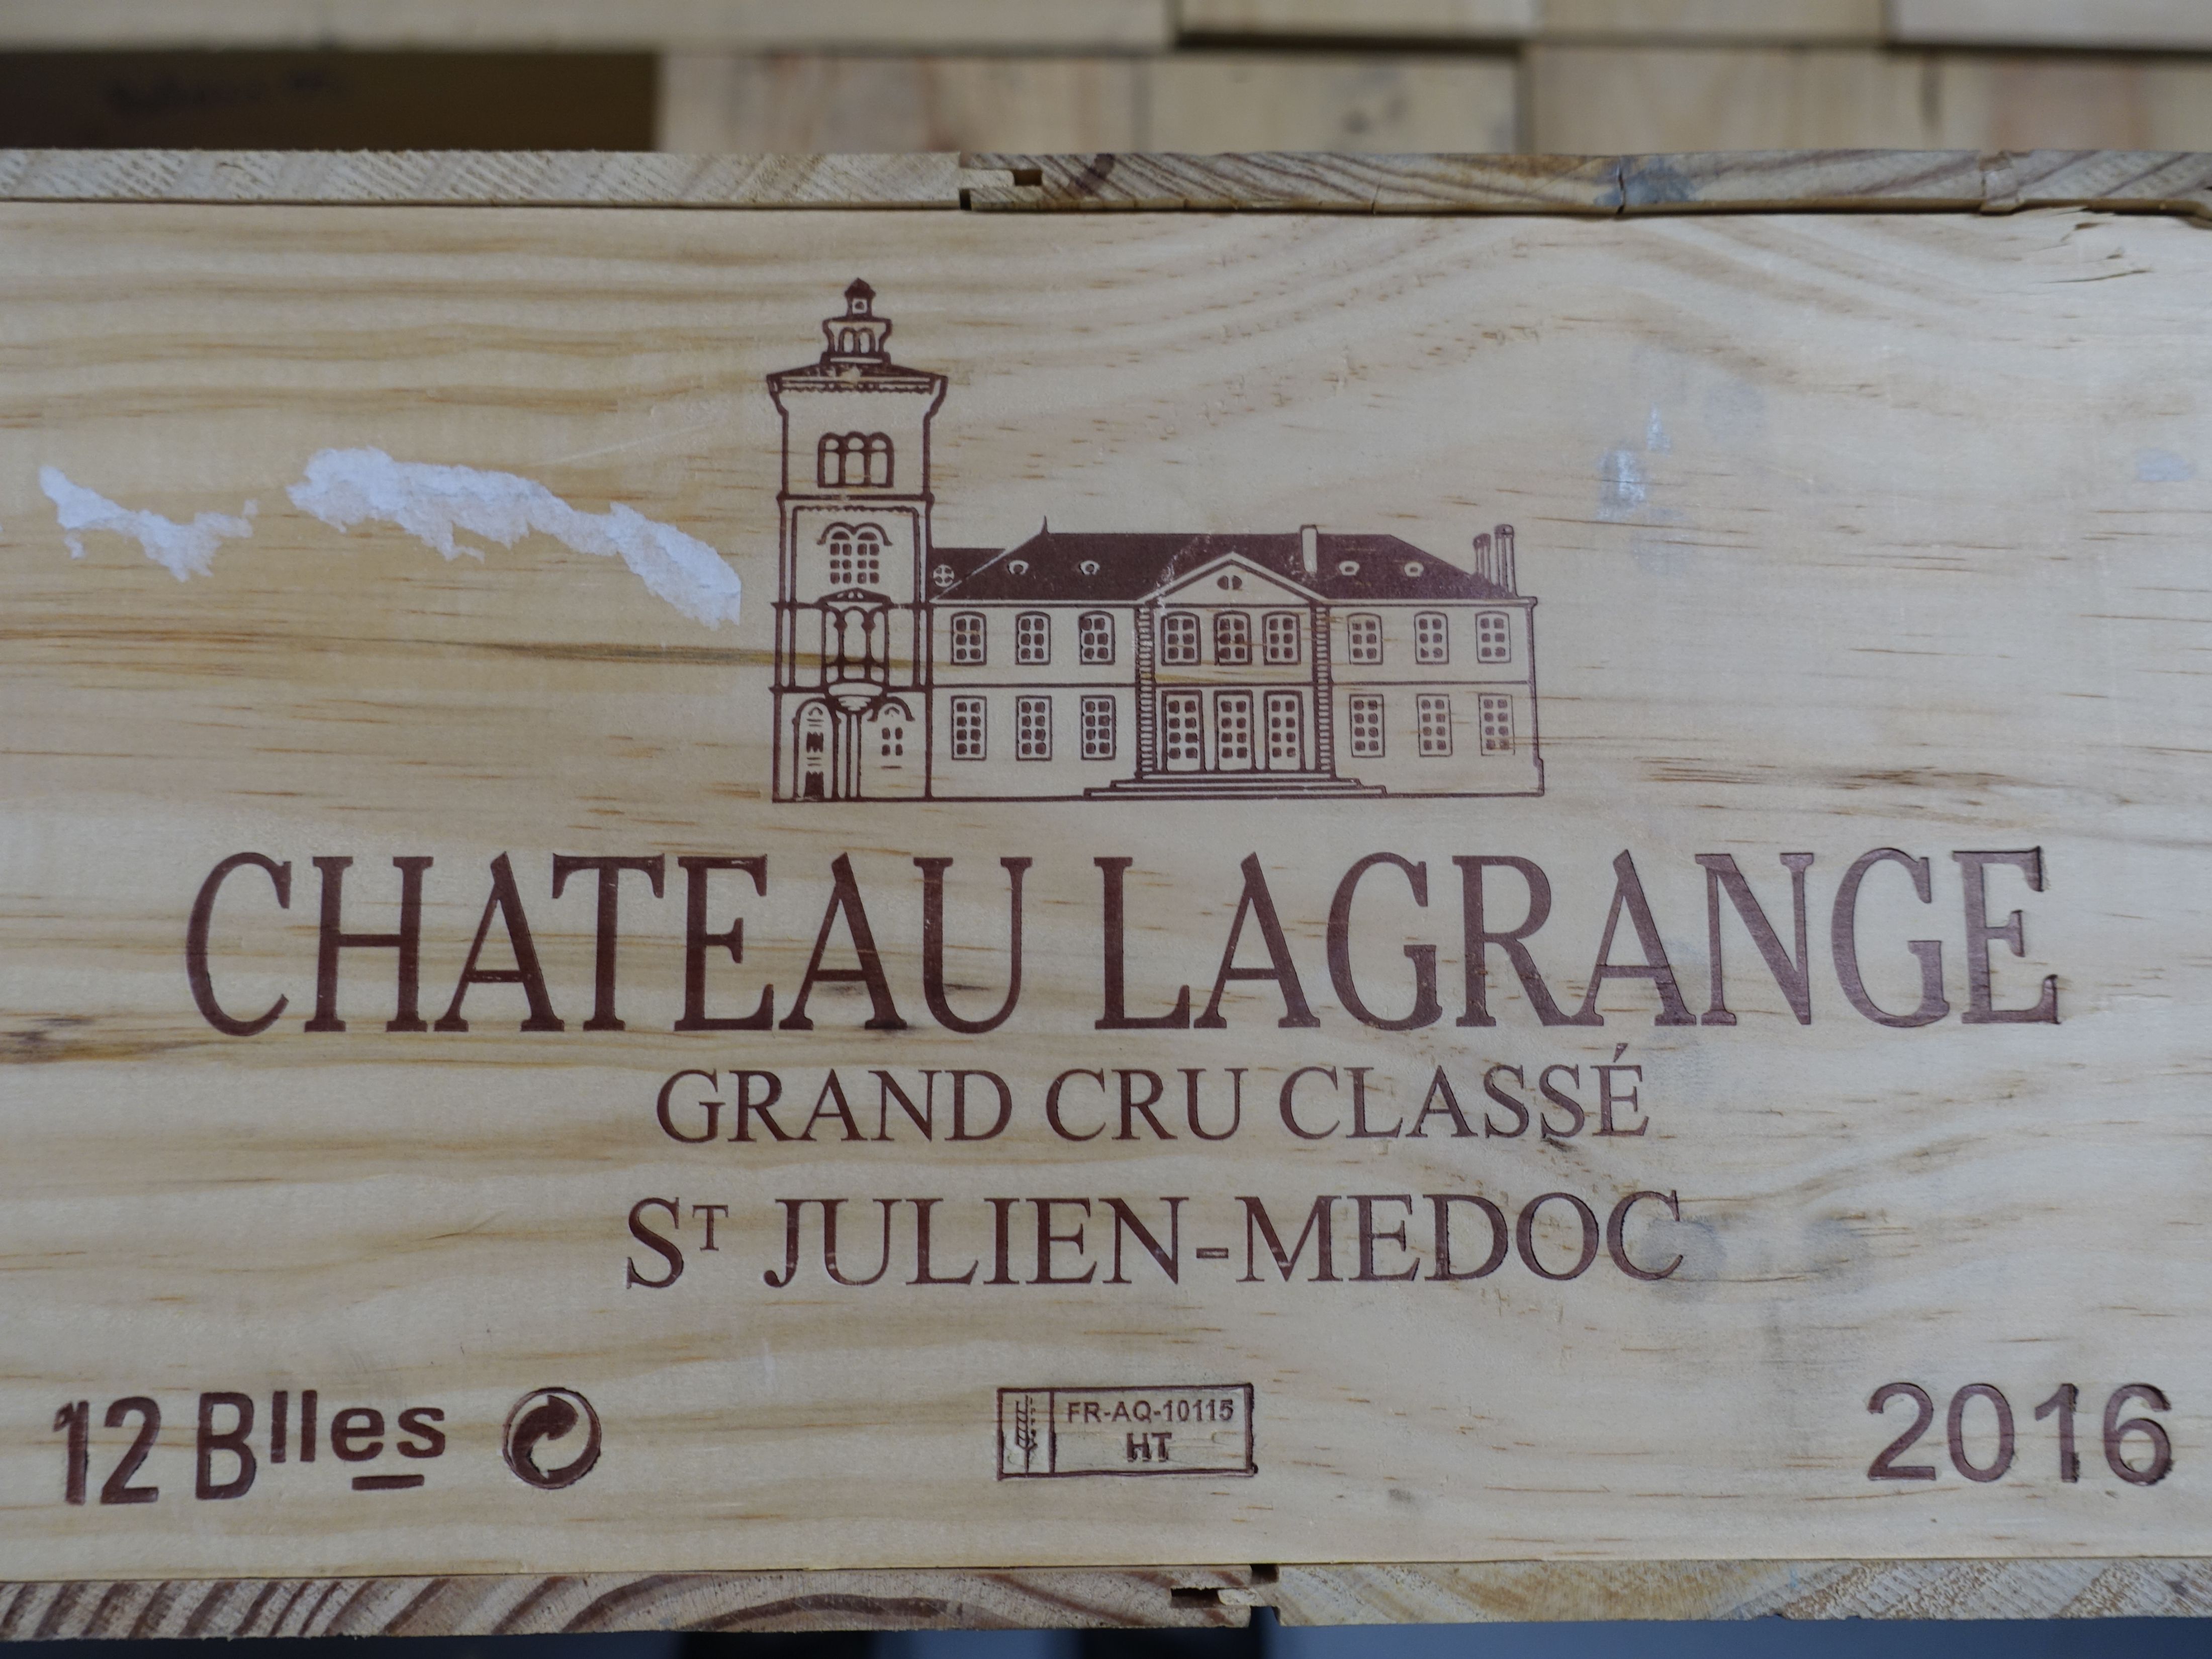 CHATEAU LAGRANGE
GRAND CRU CLASSÉ
ST JULIEN-MEDOC
12 Blles
FR-AQ-10115
HT
2016